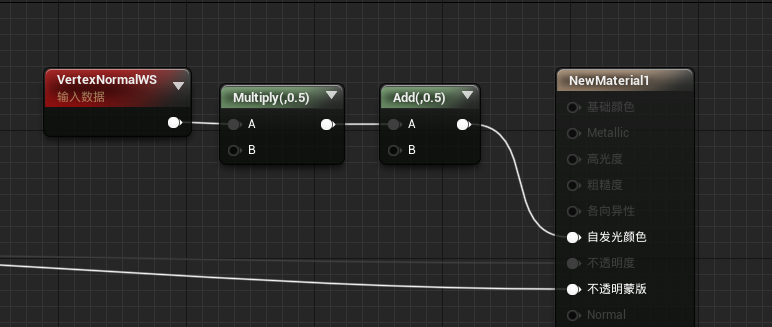 VertexNormalWS
输入数据
Multiply(,0.5)
A
B
Add(,0.5)
A
B
NewMaterial1
基础颜色
Metallic
高光度
粗糙度
各向异性
自发光颜色
不透明度
不透明蒙版
Normal